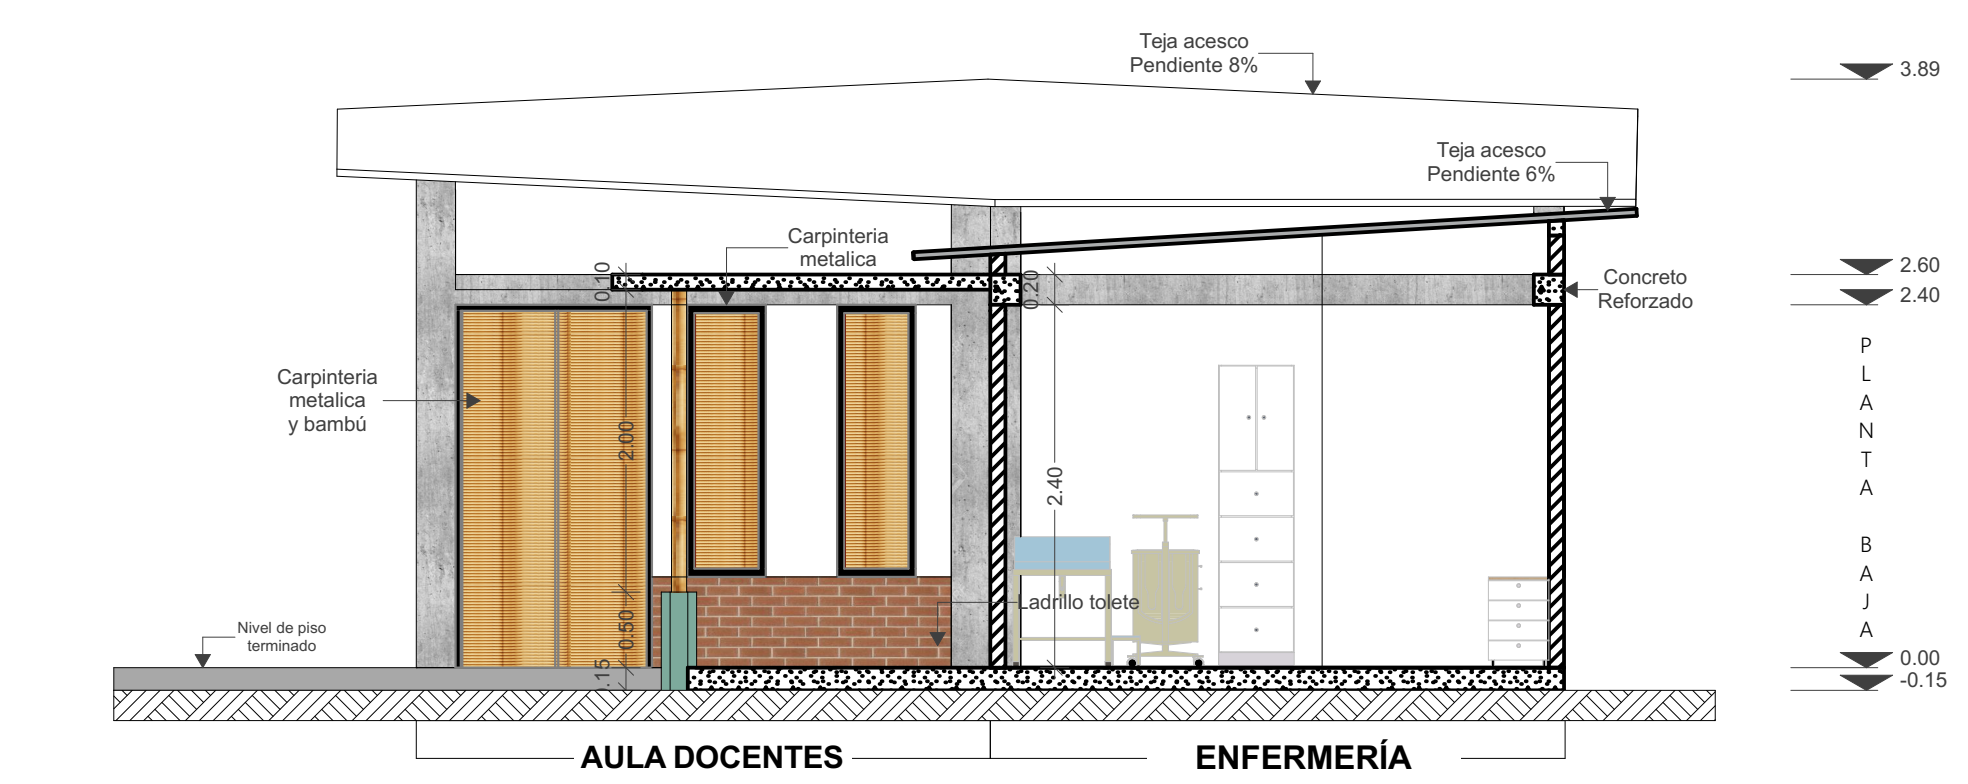 Teja acesco
Pendiente 8%
3.89
Teja acesco
Pendiente 6%
Carpinteria
metalica
0.10
0.20
Concreto
Reforzado
2.60
2.40
PLANTA BAJA
Carpinteria
metalica
y bambú
2.00
2.40
Ladrillo tolete
0.50
Nivel de piso
terminado
.15
0.00
-0.15
AULA DOCENTES
ENFERMERÍA